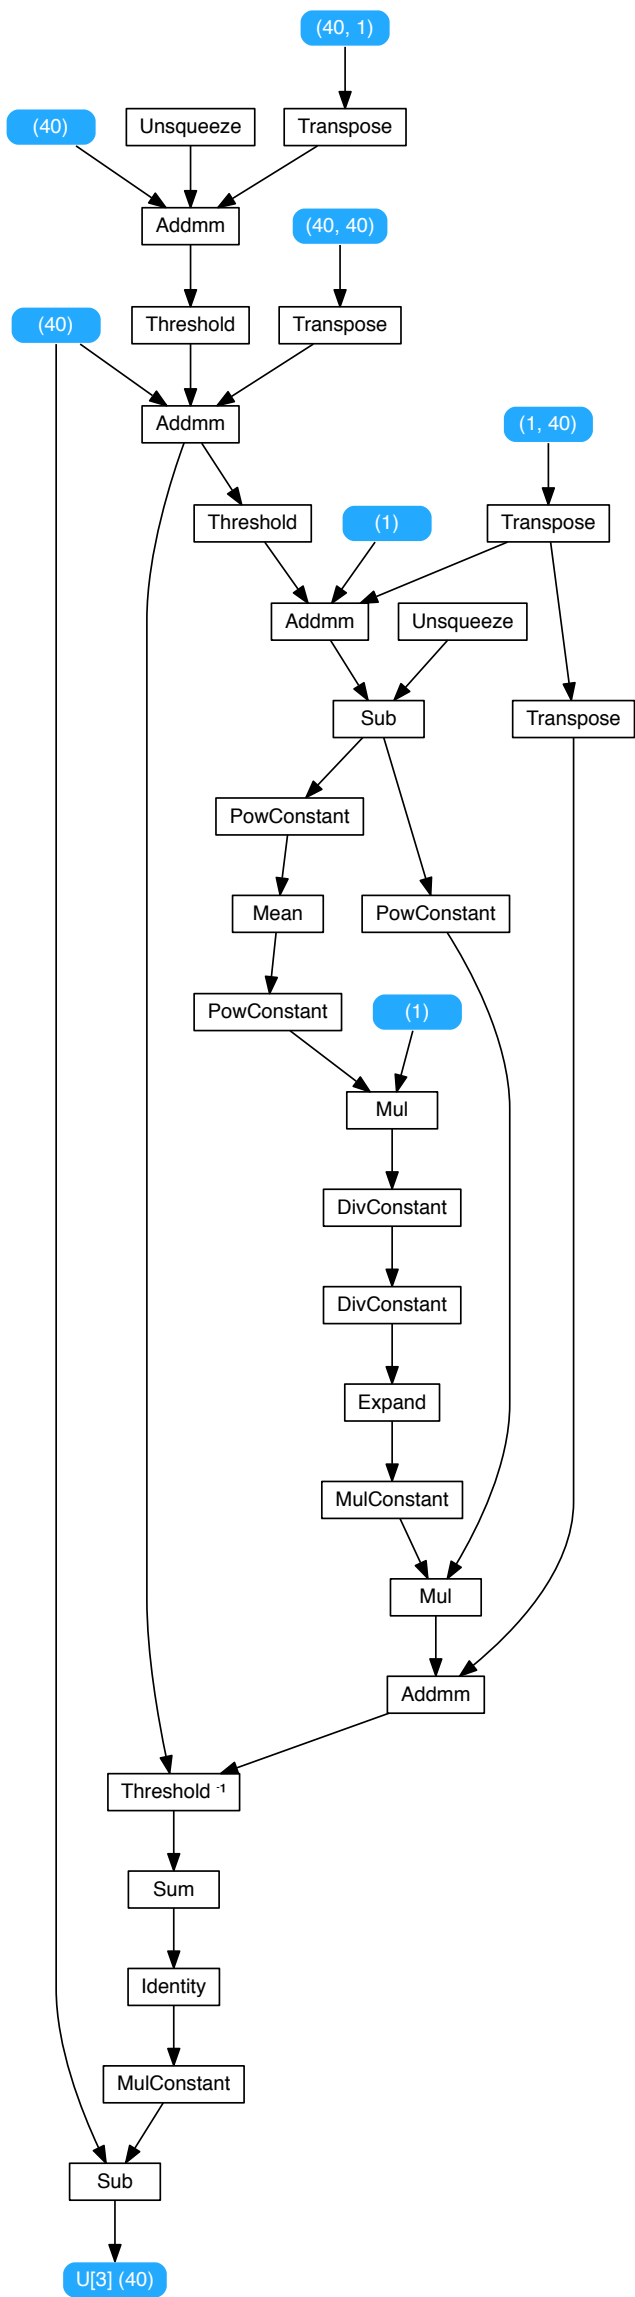 (40, 1)
(40)
Unsqueeze
Transpose
Addmm
(40, 40)
(40)
Threshold
Transpose
Addmm
(1, 40)
Threshold
(1)
Transpose
Addmm
Unsqueeze
Sub
Transpose
PowConstant
Mean
PowConstant
PowConstant
(1)
Mul
DivConstant
DivConstant
Expand
MulConstant
Mul
Addmm
Threshold -1
Sum
Identity
MulConstant
Sub
U[3] (40)